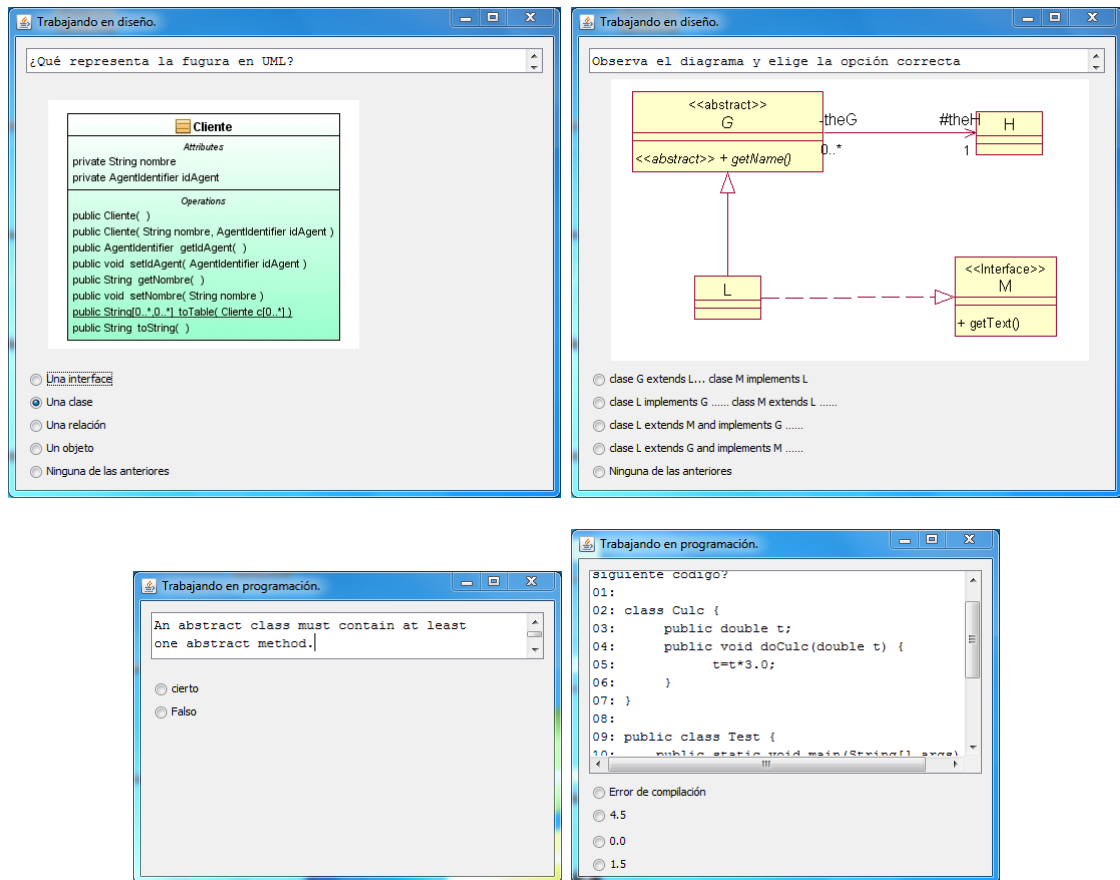 Trabajando en diseño.
¿Qué representa la fugura en UML?
Cliente
Attributes
private String nombre
private AgentIdentifier idAgent
Operations
public Cliente( )
public Cliente( String nombre, AgentIdentifier idAgent )
public AgentIdentifier getIdAgent( )
public void setIdAgent( AgentIdentifier idAgent )
public String getNombre( )
public void setNombre( String nombre )
public String[0..*,0..*] toTable( Cliente c[0..*] )
public String toString( )
Una interface
Una clase
Una relación
Un objeto
Ninguna de las anteriores
Trabajando en diseño.
Observa el diagrama y elige la opción correcta
<<abstract>>
G
<<abstract>> + getName()
-theG
0..*
#theH
1
H
L
<<Interface>>
M
+ getText()
clase G extends L... clase M implements L
clase L implements G ...... class M extends L ......
clase L extends M and implements G ......
clase L extends G and implements M ......
Ninguna de las anteriores
Trabajando en programación.
An abstract class must contain at least
one abstract method.
cierto
Falso
Trabajando en programación.
siguiente código?
01:
02: class Culc {
03: public double t;
04: public void doCulc(double t) {
05: t=t*3.0;
06: }
07: }
08:
09: public class Test {
10: public static void main(String[] args)
Error de compilación
4.5
0.0
1.5